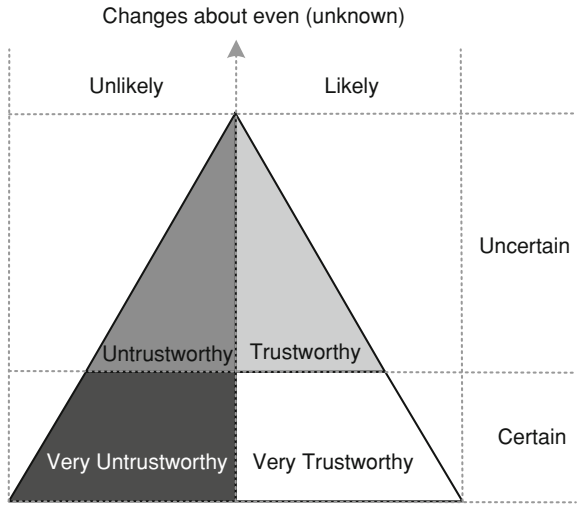 Changes about even (unknown)
Unlikely
Likely
Uncertain
Untrustworthy
Trustworthy
Certain
Very Untrustworthy
Very Trustworthy